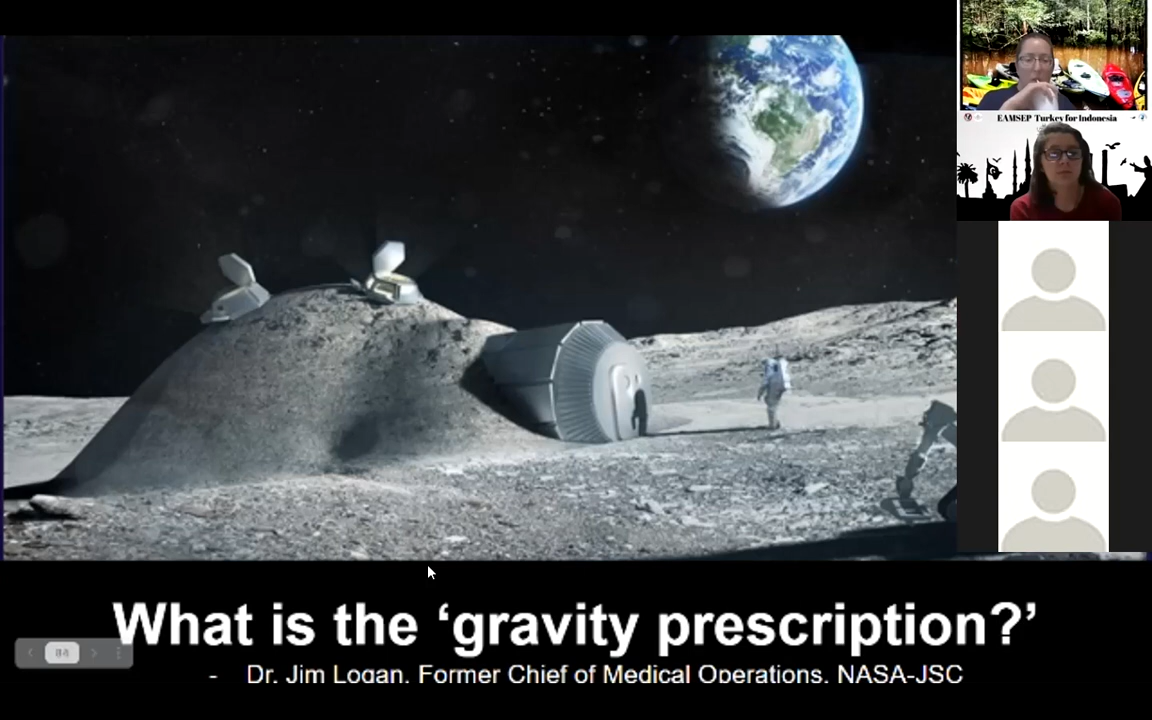 EAMSEP Turkey for Indonesia
What is the ‘gravity prescription?’
- Dr. Jim Logan, Former Chief of Medical Operations, NASA-JSC